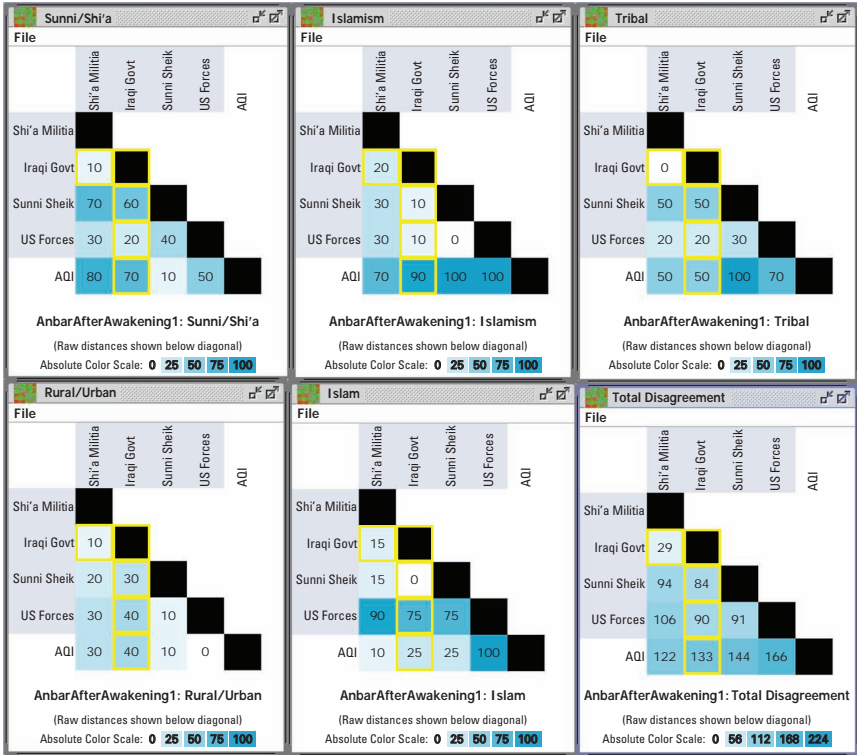 Sunni/Shi'a
File
Shi'a Militia
Iraqi Govt
Sunni Sheik
US Forces
AQI
Shi'a Militia
Iraqi Govt 10
Sunni Sheik 70 60
US Forces 30 20 40
AQI 80 70 10 50
AnbarAfterAwakening1: Sunni/Shi'a
(Raw distances shown below diagonal)
Absolute Color Scale: 0 25 50 75 100
Islamism
File
Shi'a Militia
Iraqi Govt
Sunni Sheik
US Forces
AQI
Shi'a Militia
Iraqi Govt 20
Sunni Sheik 30 10
US Forces 30 10 0
AQI 70 90 100 100
AnbarAfterAwakening1: Islamism
(Raw distances shown below diagonal)
Absolute Color Scale: 0 25 50 75 100
Tribal
File
Shi'a Militia
Iraqi Govt
Sunni Sheik
US Forces
AQI
Shi'a Militia
Iraqi Govt 0
Sunni Sheik 50 50
US Forces 20 20 30
AQI 50 50 100 70
AnbarAfterAwakening1: Tribal
(Raw distances shown below diagonal)
Absolute Color Scale: 0 25 50 75 100
Rural/Urban
File
Shi'a Militia
Iraqi Govt
Sunni Sheik
US Forces
AQI
Shi'a Militia
Iraqi Govt 10
Sunni Sheik 20 30
US Forces 30 40 10
AQI 30 40 10 0
AnbarAfterAwakening1: Rural/Urban
(Raw distances shown below diagonal)
Absolute Color Scale: 0 25 50 75 100
Islam
File
Shi'a Militia
Iraqi Govt
Sunni Sheik
US Forces
AQI
Shi'a Militia
Iraqi Govt 15
Sunni Sheik 15 0
US Forces 90 75 75
AQI 10 25 25 100
AnbarAfterAwakening1: Islam
(Raw distances shown below diagonal)
Absolute Color Scale: 0 25 50 75 100
Total Disagreement
File
Shi'a Militia
Iraqi Govt
Sunni Sheik
US Forces
AQI
Shi'a Militia
Iraqi Govt 29
Sunni Sheik 94 84
US Forces 106 90 91
AQI 122 133 144 166
AnbarAfterAwakening1: Total Disagreement
(Raw distances shown below diagonal)
Absolute Color Scale: 0 56 112 168 224